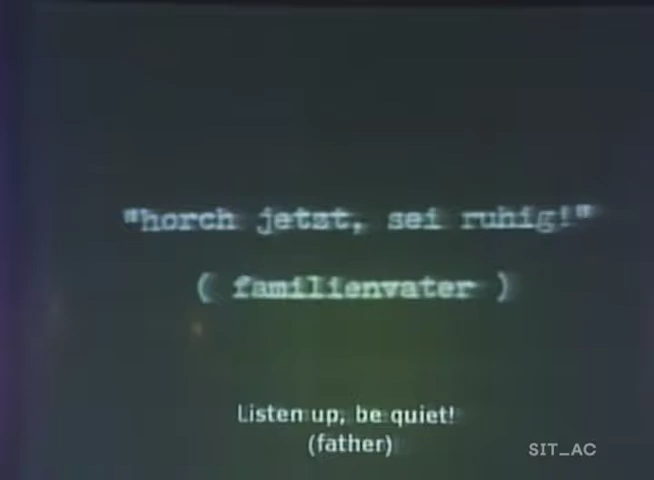 "horch jetzt, sei ruhig!"
( familienvater )
Listen up, be quiet!
(father)
SIT_AC